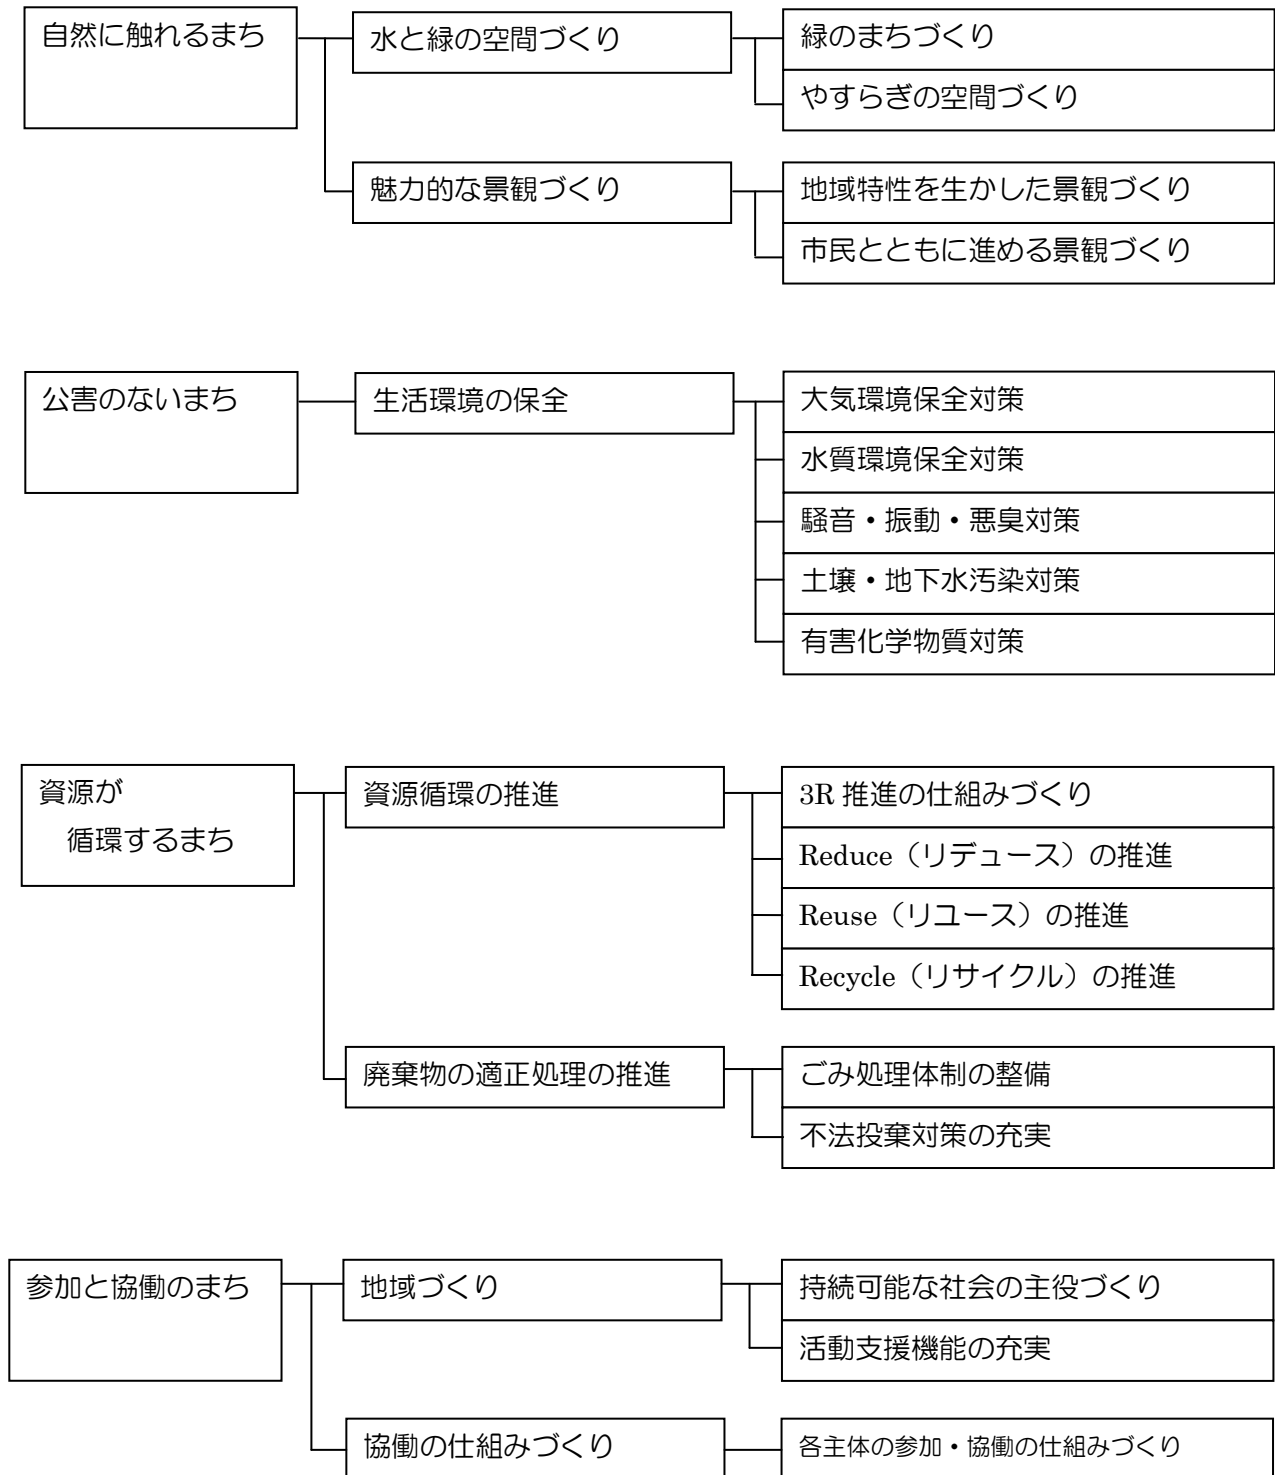 自然に触れるまち
水と緑の空間づくり
緑のまちづくり
やすらぎの空間づくり
魅力的な景観づくり
地域特性を生かした景観づくり
市民とともに進める景観づくり
公害のないまち
生活環境の保全
大気環境保全対策
水質環境保全対策
騒音・振動・悪臭対策
土壌・地下水汚染対策
有害化学物質対策
資源が
循環するまち
資源循環の推進
3R 推進の仕組みづくり
Reduce（リデュース）の推進
Reuse（リユース）の推進
Recycle（リサイクル）の推進
廃棄物の適正処理の推進
ごみ処理体制の整備
不法投棄対策の充実
参加と協働のまち
地域づくり
持続可能な社会の主役づくり
活動支援機能の充実
協働の仕組みづくり
各主体の参加・協働の仕組みづくり